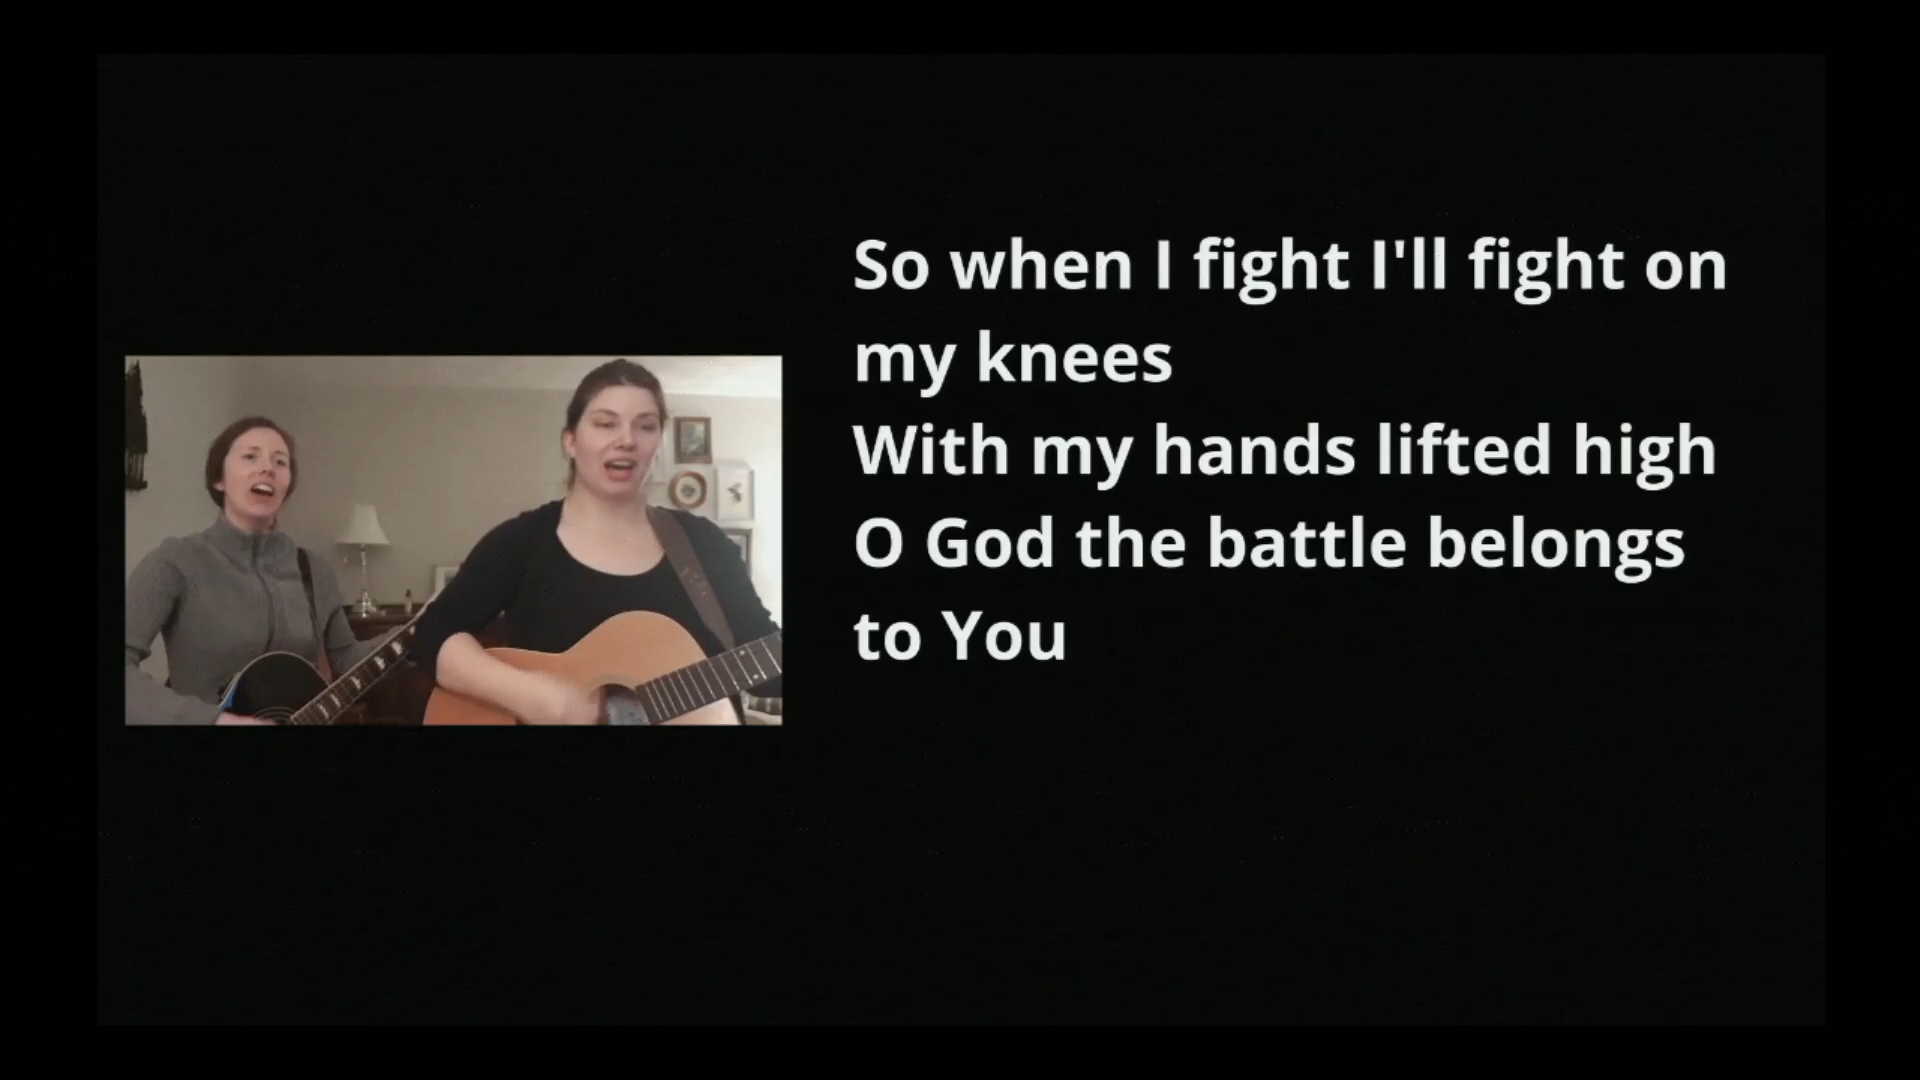 So when I fight I'll fight on
my knees
With my hands lifted high
O God the battle belongs
to You